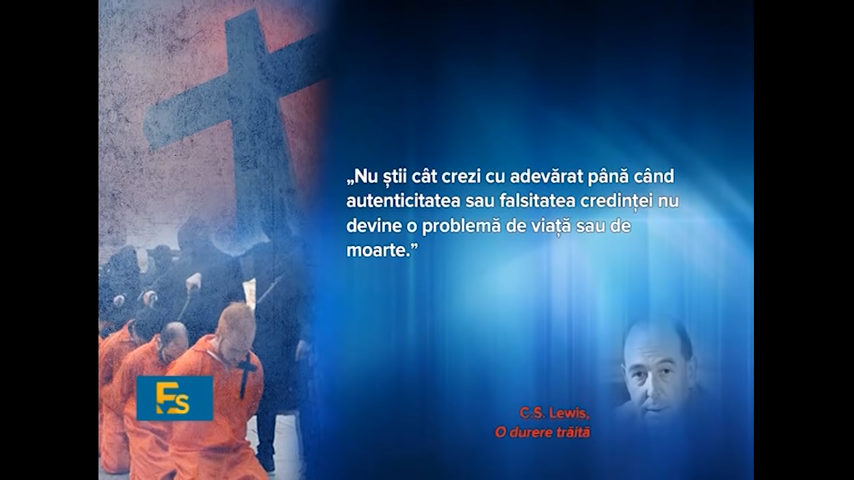 „Nu știi cât crezi cu adevărat până când
autenticitatea sau falsitatea credinței nu
devine o problemă de viață sau de
moarte.”
C.S. Lewis,
O durere trăită
Es